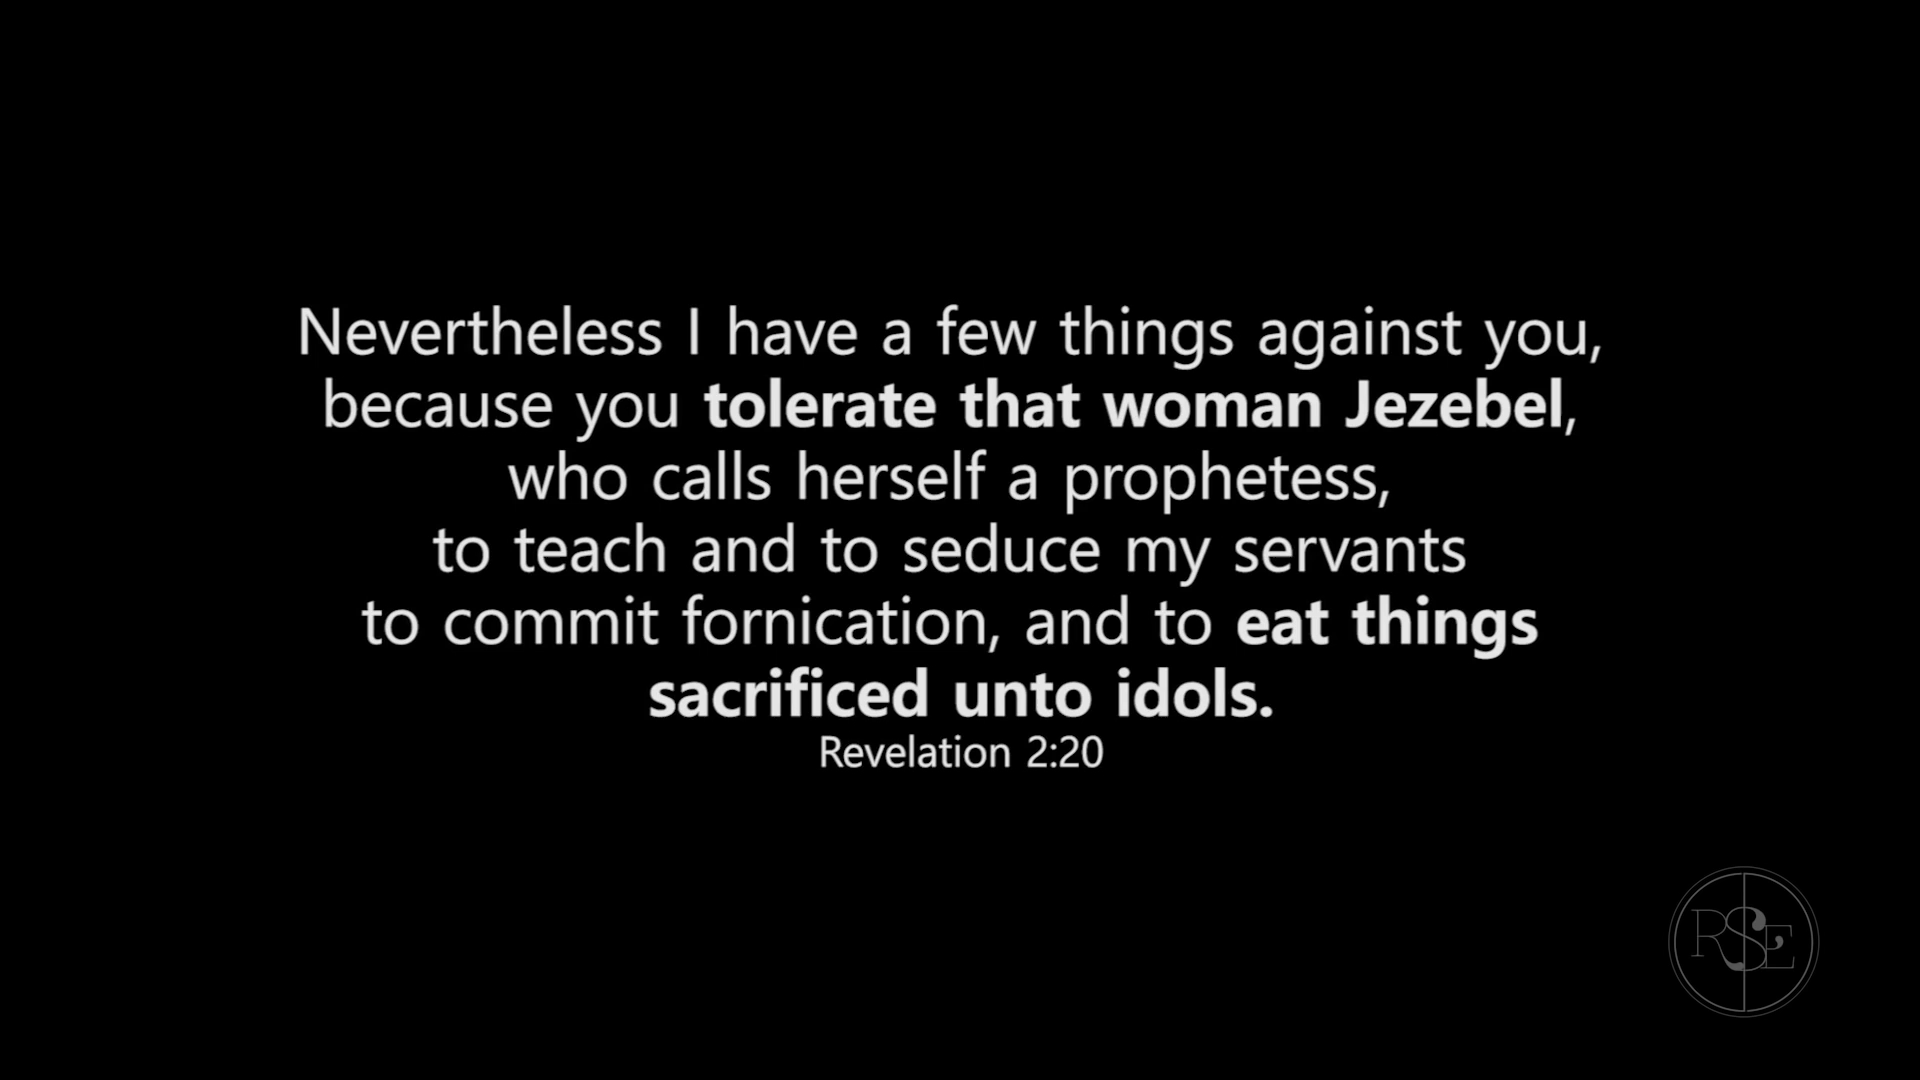 Nevertheless I have a few things against you,
because you tolerate that woman Jezebel,
who calls herself a prophetess,
to teach and to seduce my servants
to commit fornication, and to eat things
sacrificed unto idols.
Revelation 2:20
RSE